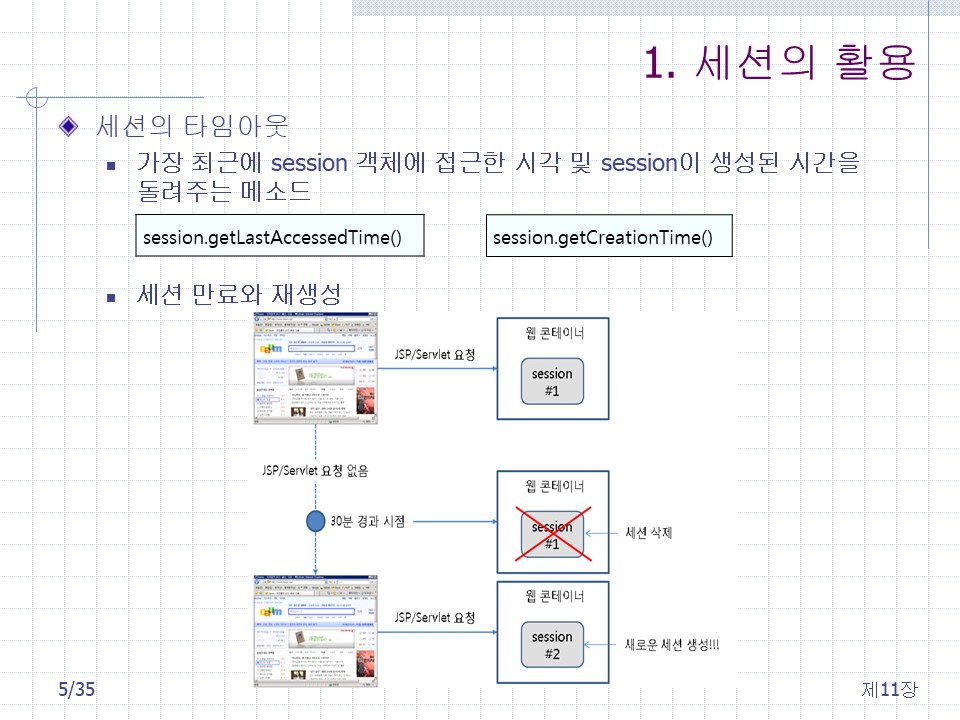 1. 세션의 활용
세션의 타임아웃
가장 최근에 session 객체에 접근한 시각 및 session이 생성된 시간을
돌려주는 메소드
session.getLastAccessedTime()
session.getCreationTime()
세션 만료와 재생성
JSP/Servlet 요청
웹 콘테이너
session
#1
JSP/Servlet 요청 없음
30분 경과 시점
웹 콘테이너
session
#1
세션 삭제
JSP/Servlet 요청
웹 콘테이너
session
#2
새로운 세션 생성!!!
5/35
제11장